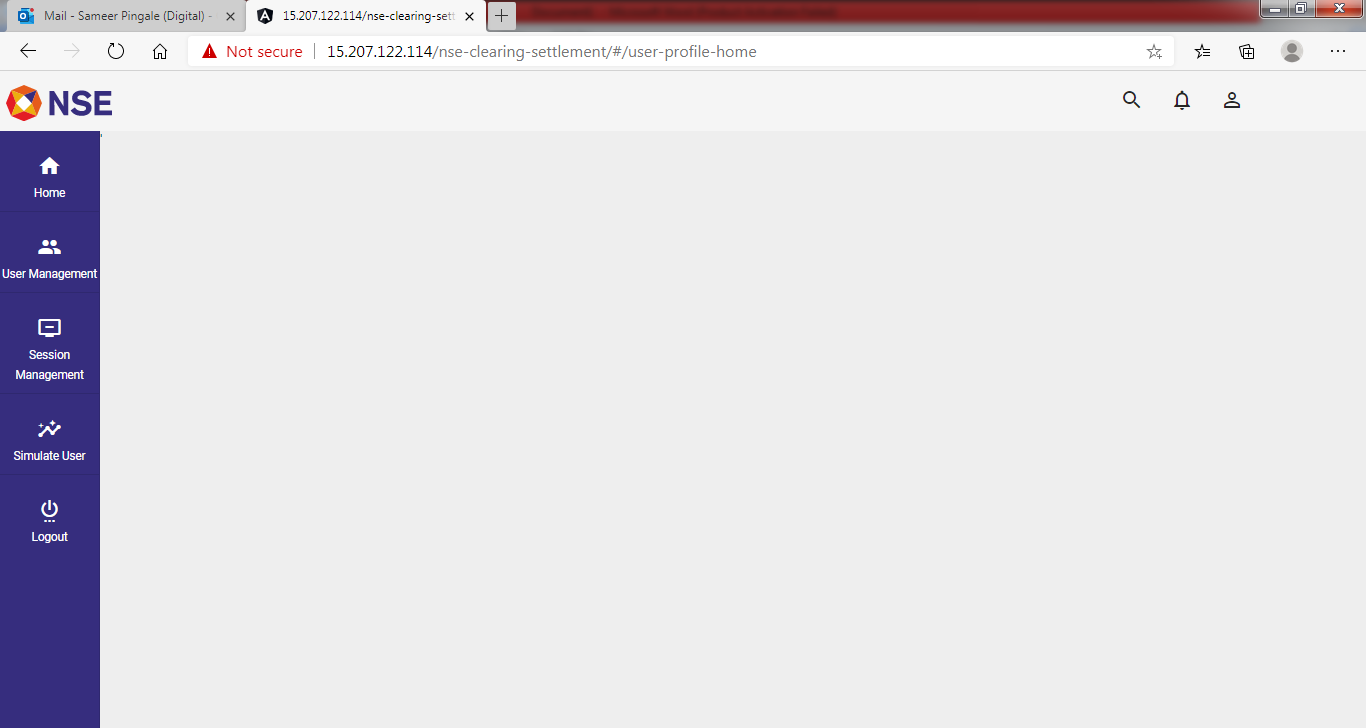 Mail - Sameer Pingale (Digital) -
15.207.122.114/nse-clearing-sett
Not secure
15.207.122.114/nse-clearing-settlement/#/user-profile-home
NSE
Home
User Management
Session
Management
Simulate User
Logout